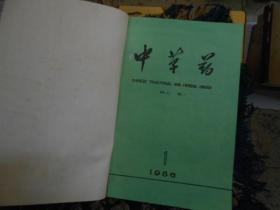 中草药
CHINESE TRADITIONAL AND HERBAL DRUGS
1
1986